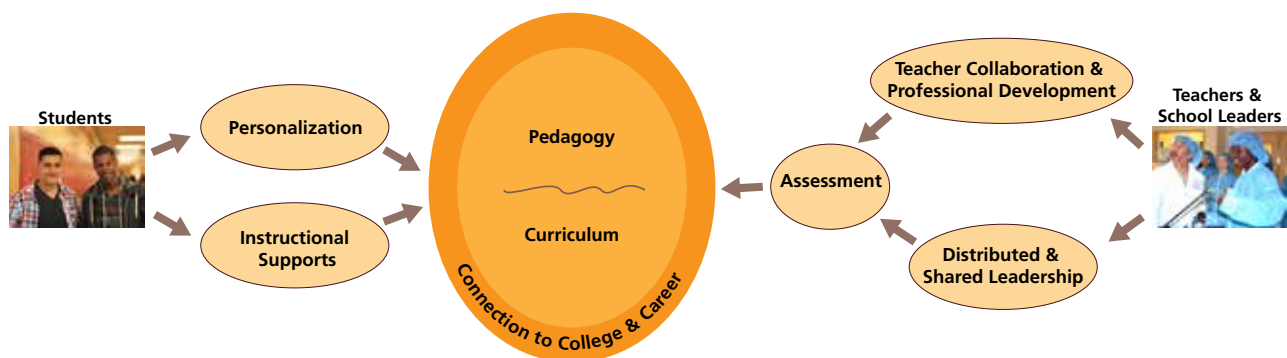 Students
Personalization
Instructional
Supports
Pedagogy
Curriculum
Connection to College & Career
Assessment
Teacher Collaboration &
Professional Development
Distributed &
Shared Leadership
Teachers &
School Leaders